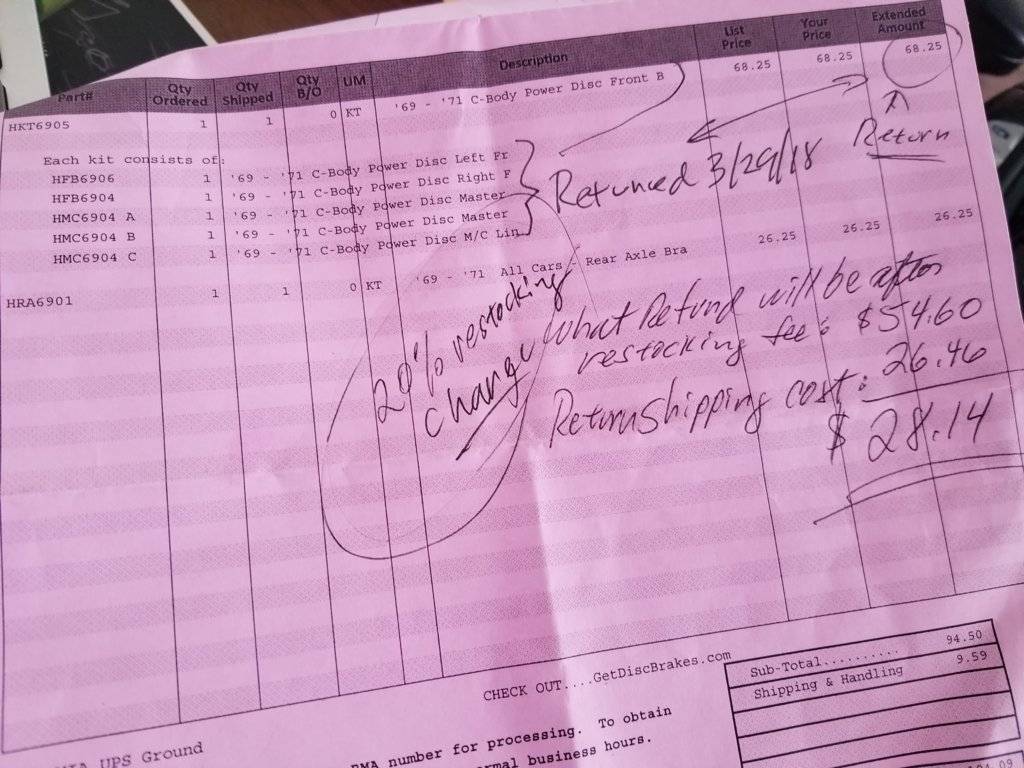 Part# Qty Ordered Qty Shipped Qty B/O UM Description List Price Your Price Extended Amount
HKT6905 1 1 0 KT '69 - '71 C-Body Power Disc Front B 68.25 68.25 68.25
Return
Each kit consists of:
HFB6906 1 '69 - '71 C-Body Power Disc Left Fr
HFB6904 1 '69 - '71 C-Body Power Disc Right F
HMC6904 A 1 '69 - '71 C-Body Power Disc Master
HMC6904 B 1 '69 - '71 C-Body Power Disc Master
HMC6904 C 1 '69 - '71 C-Body Power Disc M/C Lin
Retunred 3/29/18
HRA6901 1 1 0 KT '69 - '71 All Cars - Rear Axle Bra 26.25 26.25 26.25
20% restocking
charge
What Refund will be after
restocking fee: $54.60
Return Shipping cost: 26.46
$28.14
CHECK OUT....GetDiscBrakes.com
Sub-Total.......... 94.50
Shipping & Handling 9.59
UPS Ground
RMA number for processing. To obtain
normal business hours.